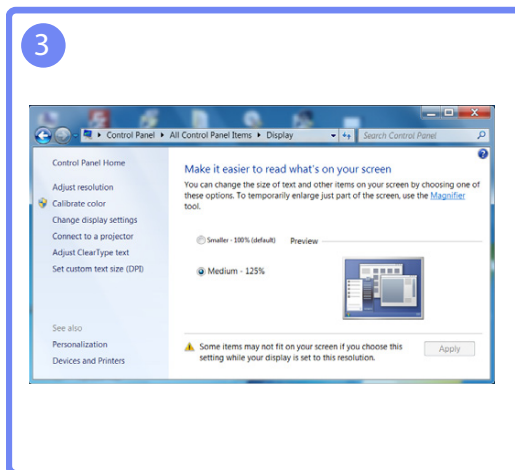 3
Control Panel ▸ All Control Panel Items ▸ Display
Search Control Panel
Control Panel Home
Adjust resolution
Calibrate color
Change display settings
Connect to a projector
Adjust ClearType text
Set custom text size (DPI)
See also
Personalization
Devices and Printers
Make it easier to read what's on your screen
You can change the size of text and other items on your screen by choosing one of
these options. To temporarily enlarge just part of the screen, use the Magnifier
tool.
Smaller - 100% (default)
Preview
Medium - 125%
Some items may not fit on your screen if you choose this
setting while your display is set to this resolution.
Apply